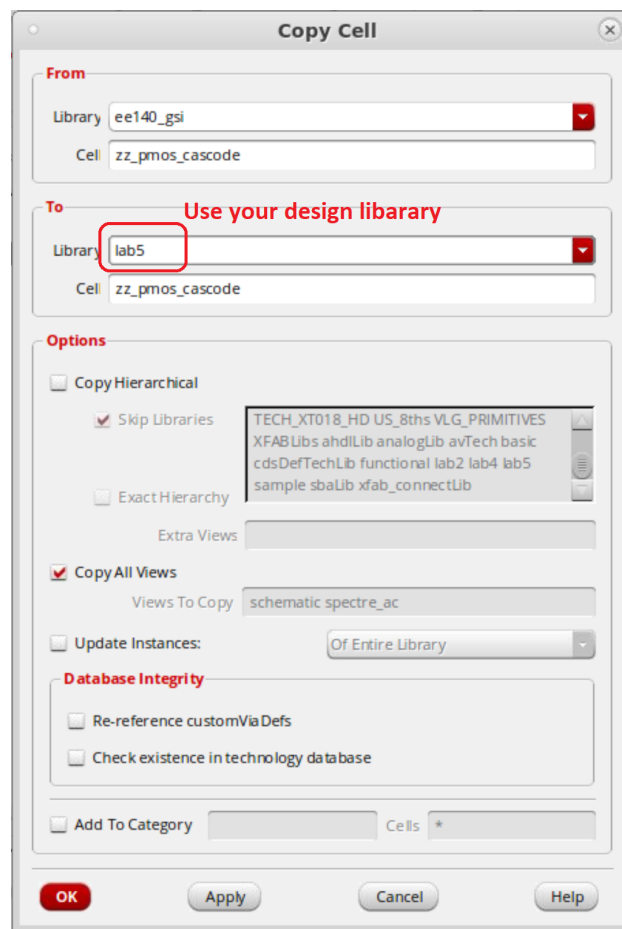 Copy Cell
From
Library ee140_gsi
Cell zz_pmos_cascode
To
Use your design libarary
Library lab5
Cell zz_pmos_cascode
Options
Copy Hierarchical
Skip Libraries
TECH_XT018_HD US_8ths VLG_PRIMITIVES
XFABLibs ahdlLib analogLib avTech basic
cdsDefTechLib functional lab2 lab4 lab5
sample sbaLib xfab_connectLib
Exact Hierarchy
Extra Views
Copy All Views
Views To Copy schematic spectre_ac
Update Instances: Of Entire Library
Database Integrity
Re-reference customViaDefs
Check existence in technology database
Add To Category Cells *
OK Apply Cancel Help